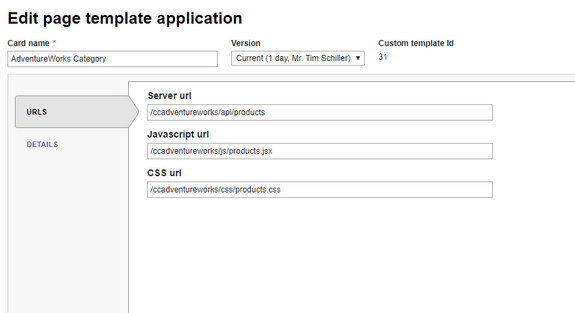 Edit page template application
Card name *
Version
Custom template Id
AdventureWorks Category
Current (1 day, Mr. Tim Schiller)
31
URLS
DETAILS
Server url
/ccadventureworks/api/products
Javascript url
/ccadventureworks/js/products.jsx
CSS url
/ccadventureworks/css/products.css